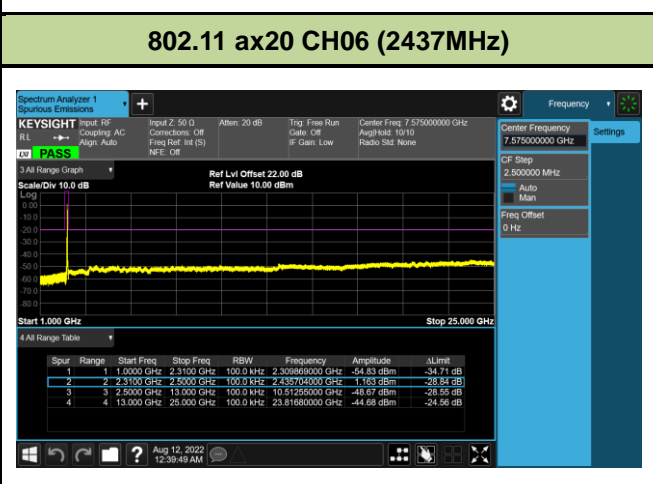 802.11 ax20 CH06 (2437MHz)
Spectrum Analyzer 1
Spurious Emissions
+
Frequency
KEYSIGHT
RL
PASS
Input: RF
Coupling: AC
Align: Auto
Input Z: 50 Ω
Corrections: Off
Freq Ref: Int (S)
NFE: Off
Atten: 20 dB
Trig: Free Run
Gate: Off
IF Gain: Low
Center Freq: 7.575000000 GHz
Avg|Hold: 10/10
Radio Std: None
Center Frequency
7.575000000 GHz
Settings
CF Step
2.500000 MHz
Auto
Man
Freq Offset
0 Hz
3 All Range Graph
Scale/Div 10.0 dB
Ref Lvl Offset 22.00 dB
Ref Value 10.00 dBm
Log
0.00
-10.0
-20.0
-30.0
-40.0
-50.0
-60.0
-70.0
-80.0
Start 1.000 GHz
Stop 25.000 GHz
4 All Range Table
Spur Range Start Freq Stop Freq RBW Frequency Amplitude ΔLimit
1 1 1.0000 GHz 2.3100 GHz 100.0 kHz 2.309869000 GHz -54.83 dBm -34.71 dB
2 2 2.3100 GHz 2.5000 GHz 100.0 kHz 2.435704000 GHz 1.163 dBm -28.84 dB
3 3 2.5000 GHz 13.000 GHz 100.0 kHz 10.51255000 GHz -48.67 dBm -28.55 dB
4 4 13.000 GHz 25.000 GHz 100.0 kHz 23.81680000 GHz -44.68 dBm -24.56 dB
?
Aug 12, 2022
12:39:49 AM